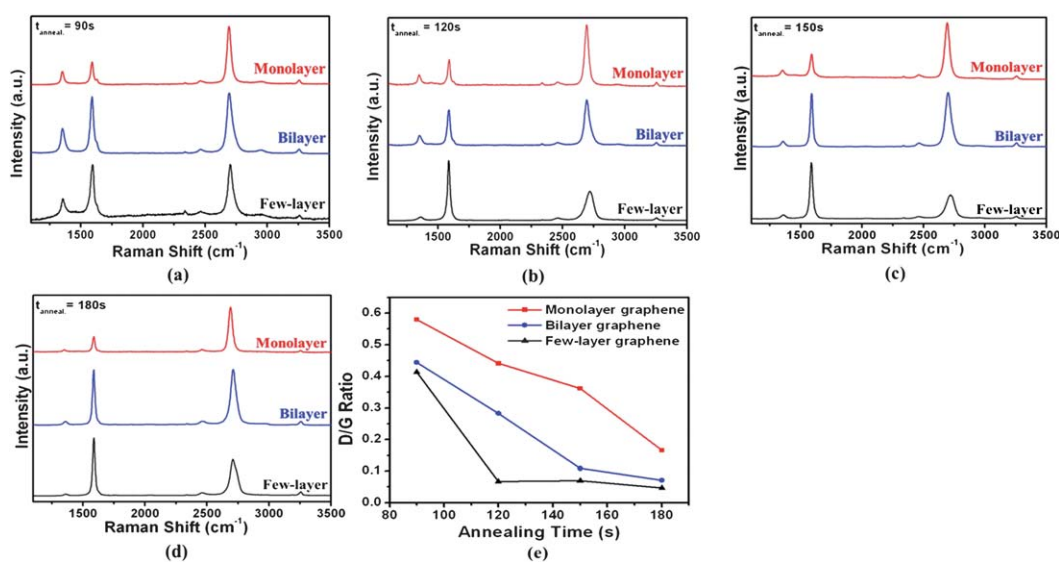 t anneal. = 90s
Monolayer
Bilayer
Few-layer
Intensity (a.u.)
1500 2000 2500 3000 3500
Raman Shift (cm-1)
(a)
t anneal. = 120s
Monolayer
Bilayer
Few-layer
Intensity (a.u.)
1500 2000 2500 3000 3500
Raman Shift (cm-1)
(b)
t anneal. = 150s
Monolayer
Bilayer
Few-layer
Intensity (a.u.)
1500 2000 2500 3000 3500
Raman Shift (cm-1)
(c)
t anneal. = 180s
Monolayer
Bilayer
Few-layer
Intensity (a.u.)
1500 2000 2500 3000 3500
Raman Shift (cm-1)
(d)
Monolayer graphene
Bilayer graphene
Few-layer graphene
D/G Ratio
0.6
0.5
0.4
0.3
0.2
0.1
0.0
80 100 120 140 160 180
Annealing Time (s)
(e)